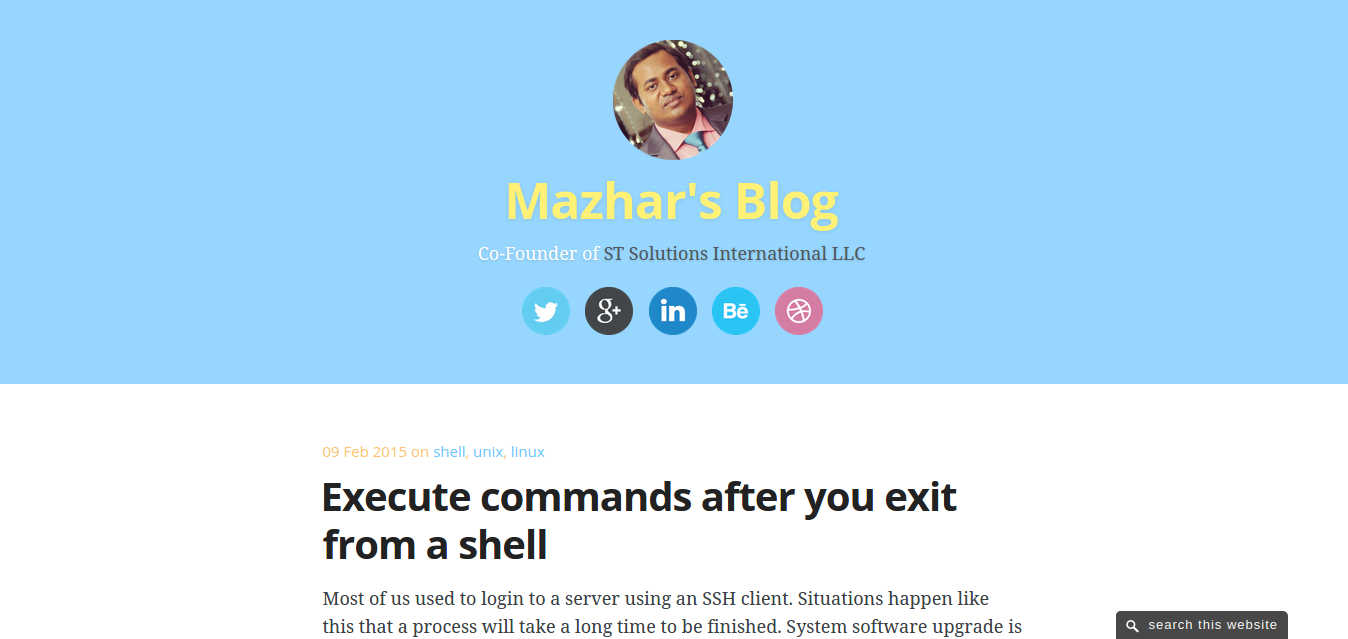 Mazhar's Blog
Co-Founder of ST Solutions International LLC
g+
in
Bē
09 Feb 2015 on shell, unix, linux
Execute commands after you exit
from a shell
Most of us used to login to a server using an SSH client. Situations happen like
this that a process will take a long time to be finished. System software upgrade is
search this website